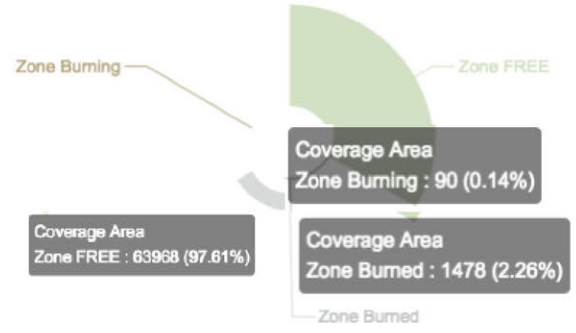 Zone Burning
Zone FREE
Coverage Area
Zone Burning : 90 (0.14%)
Coverage Area
Zone FREE : 63968 (97.61%)
Coverage Area
Zone Burned : 1478 (2.26%)
Zone Burned